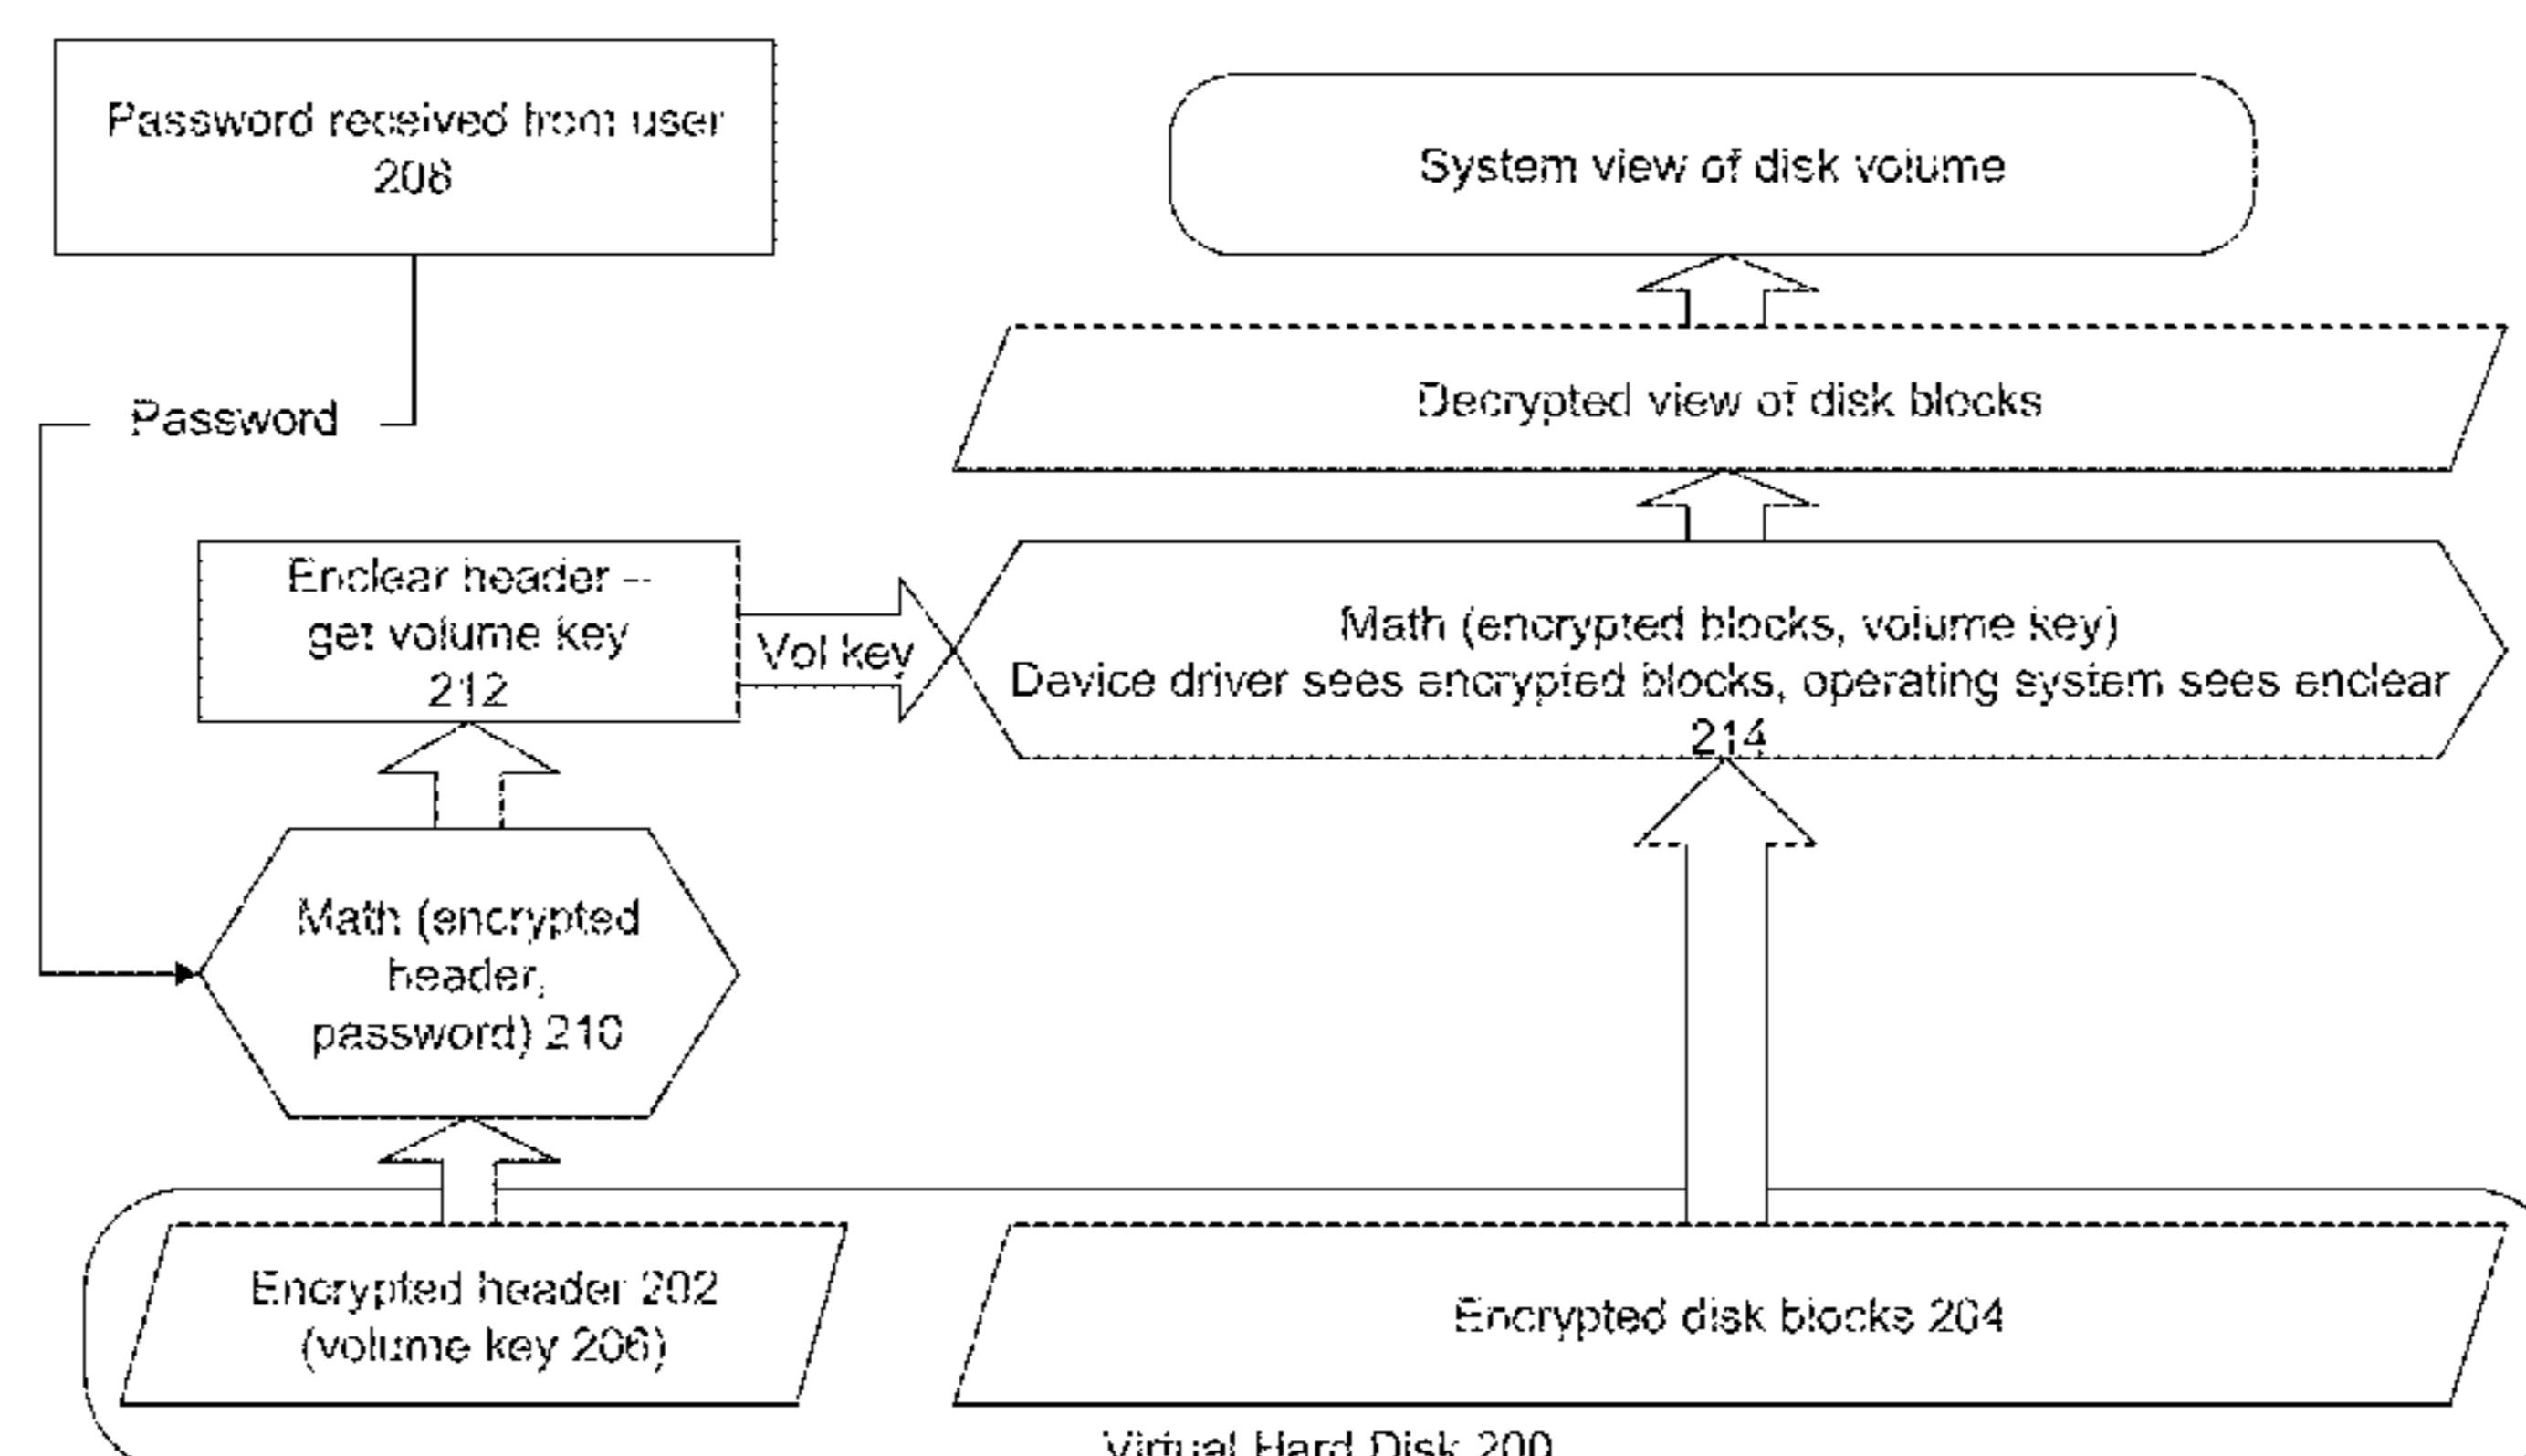 Password received from user
208
System view of disk volume
Password
Decrypted view of disk blocks
Enclear header --
get volume key
212
Vol key
Math (encrypted blocks, volume key)
Device driver sees encrypted blocks, operating system sees enclear
214
Math (encrypted
header,
password) 210
Encrypted header 202
(volume key 206)
Encrypted disk blocks 204
Virtual Hard Disk 200